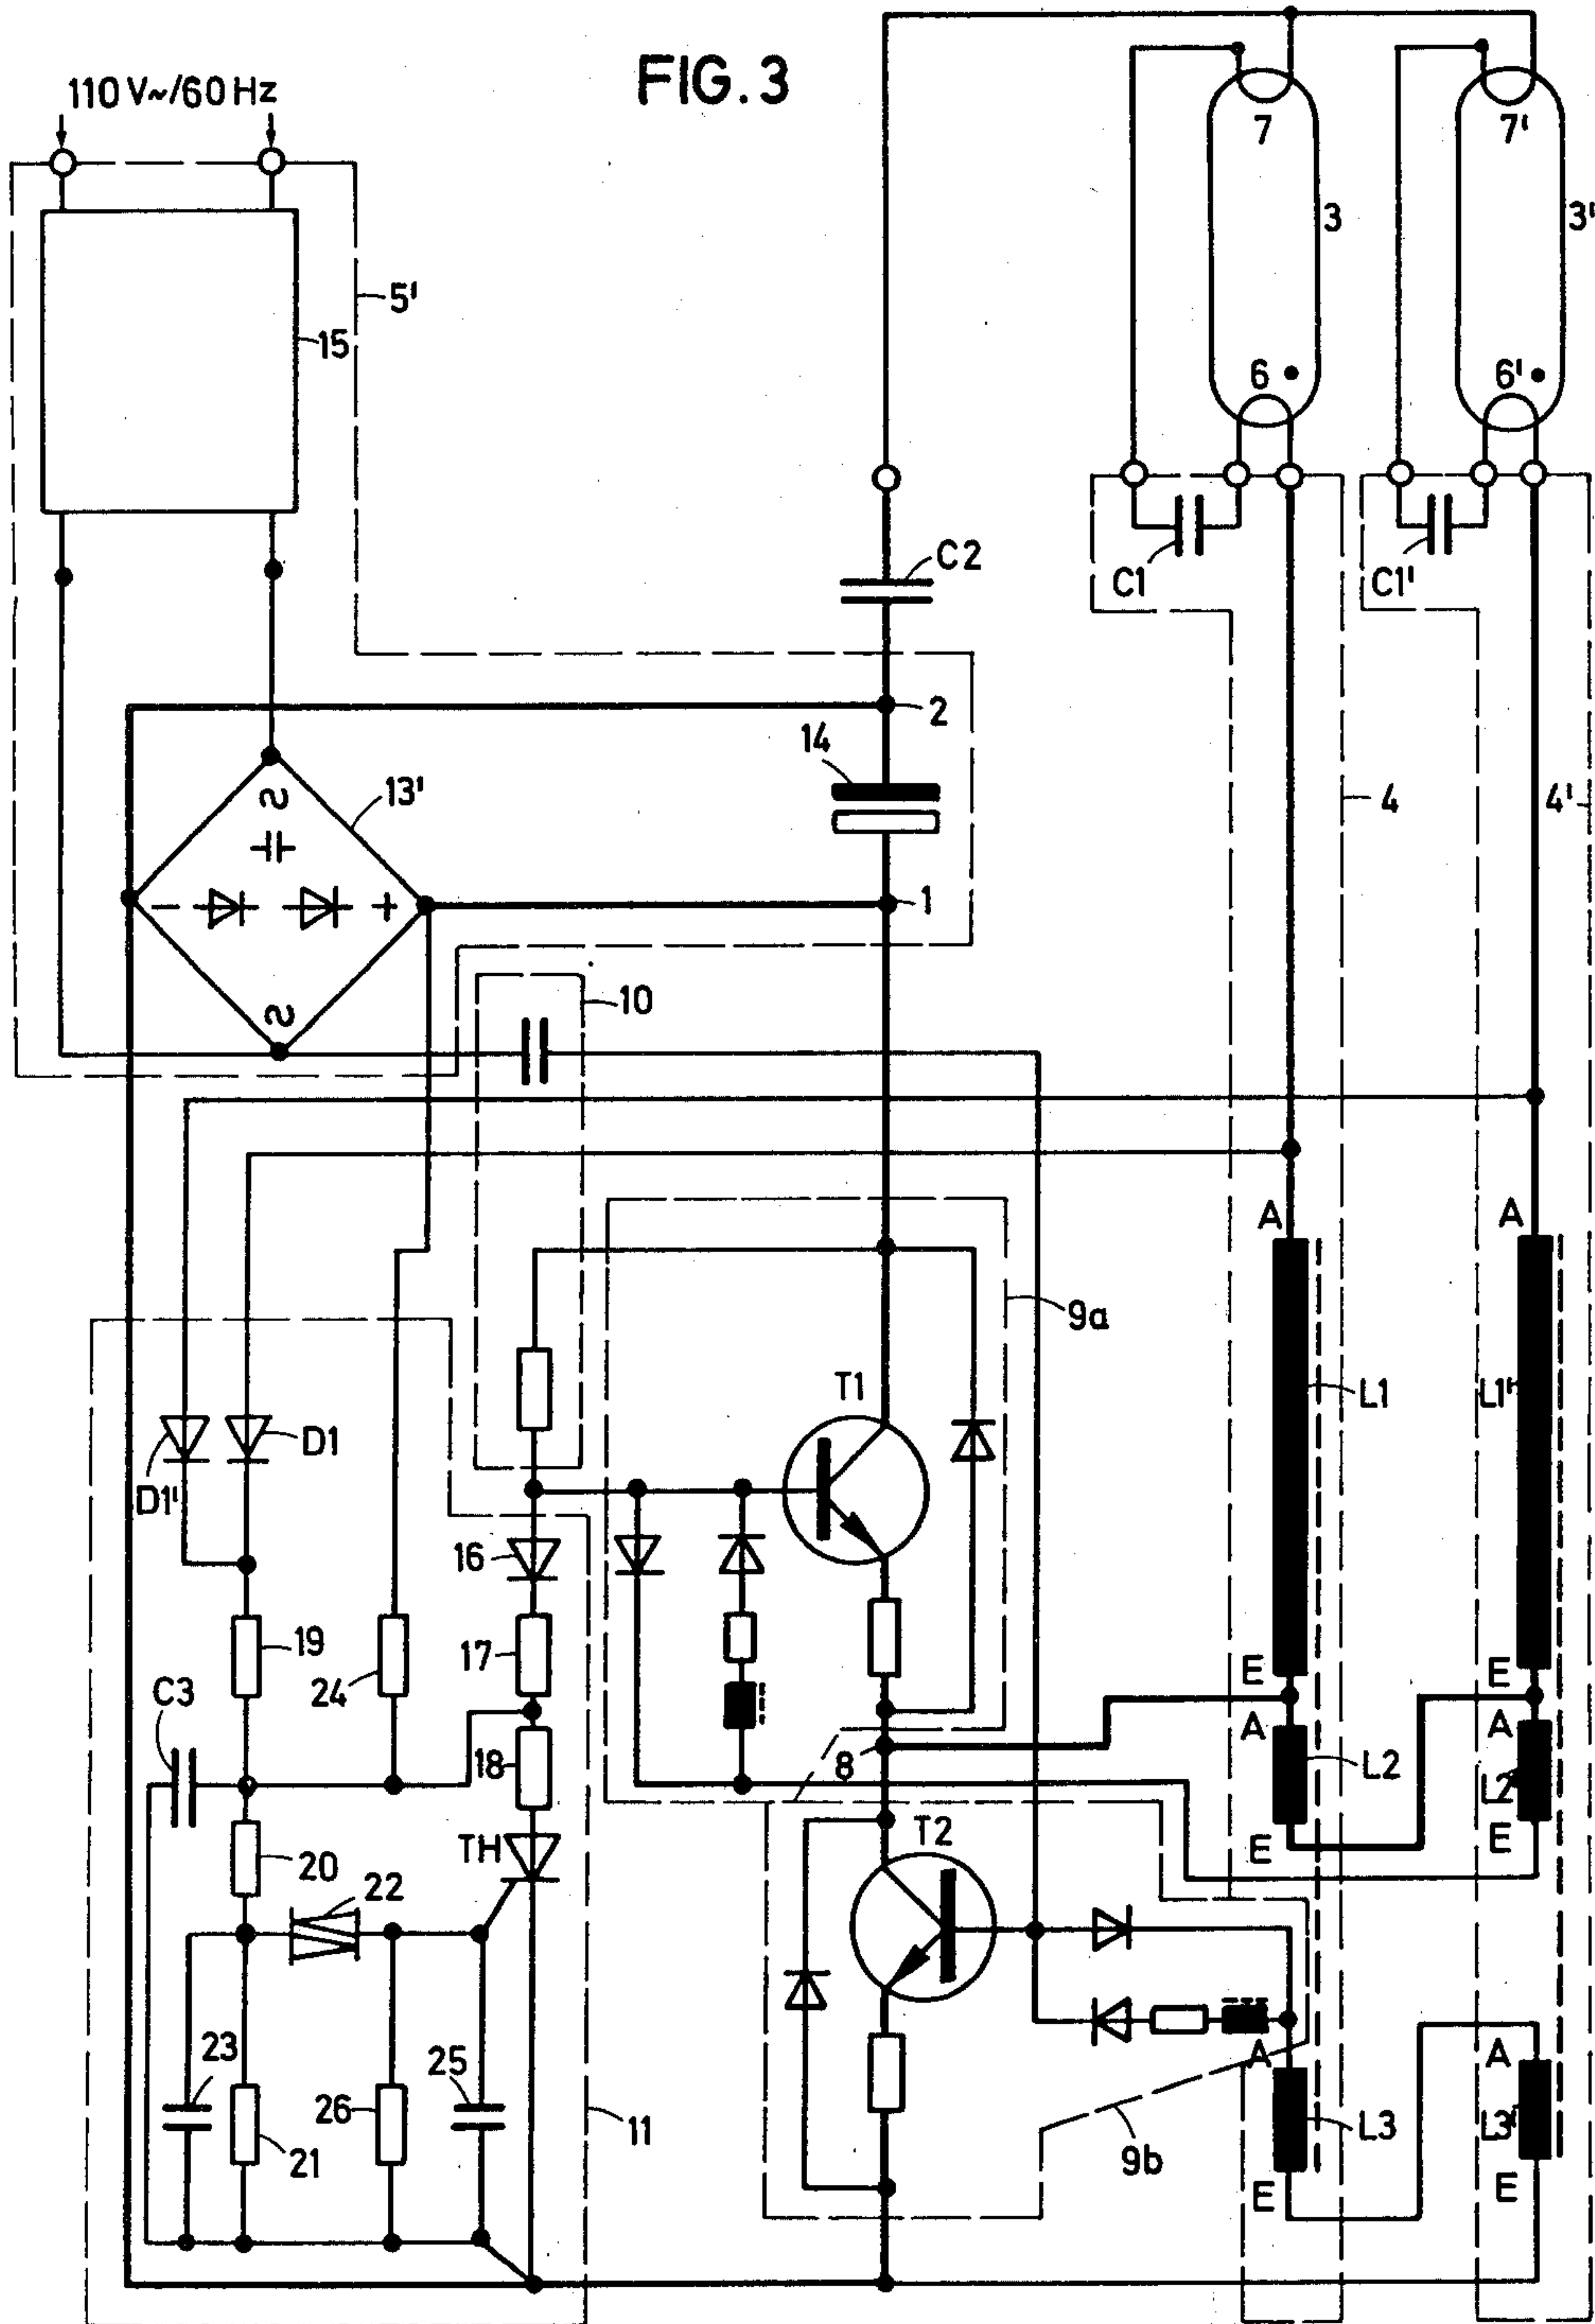 FIG. 3
110 V~/60 Hz
7
7'
3
3'
5'
15
6
6'
C2
C1
C1'
2
14
13'
4
4'
1
- +
10
A
A
9a
T1
L1
L1'
D1
D1'
16
19
17
E
E
24
C3
A
A
18
8
L2
L2'
TH
T2
E
E
20
22
23
25
A
A
26
11
L3
L3'
21
9b
E
E